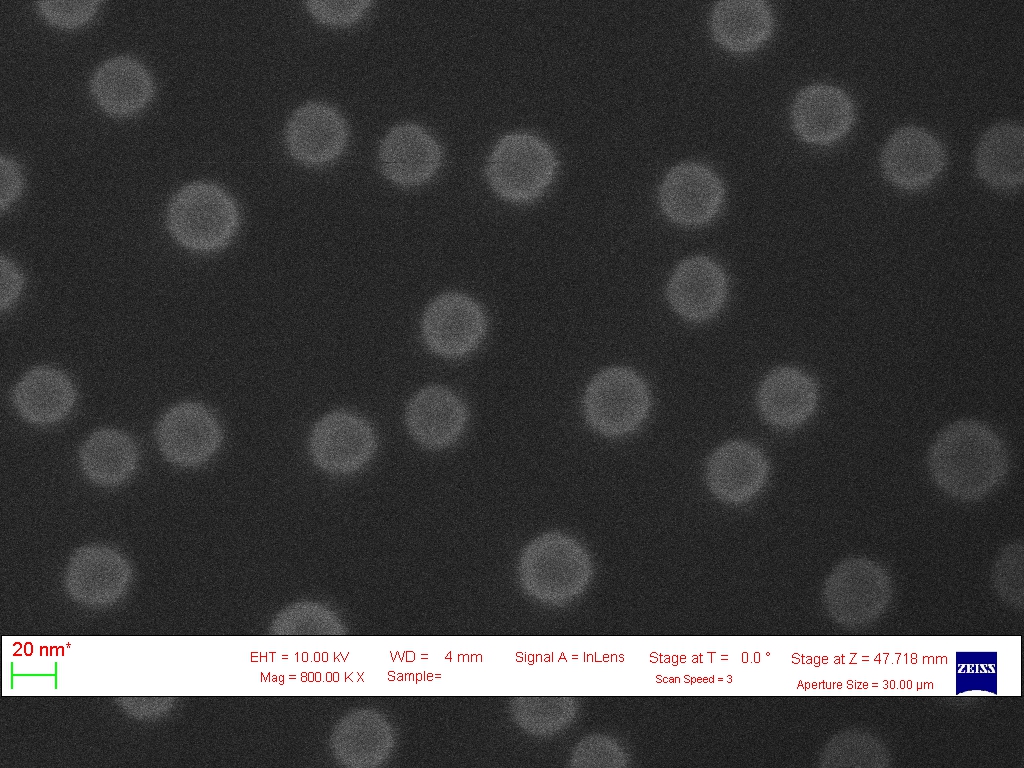 20 nm*
EHT = 10.00 kV WD = 4 mm Signal A = InLens Stage at T = 0.0 ° Stage at Z = 47.718 mm
Mag = 800.00 K X Sample= Scan Speed = 3 Aperture Size = 30.00 µm
ZEISS